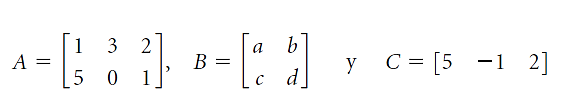 A = [1 3 2
5 0 1], B = [a b
c d] y C = [5 −1 2]